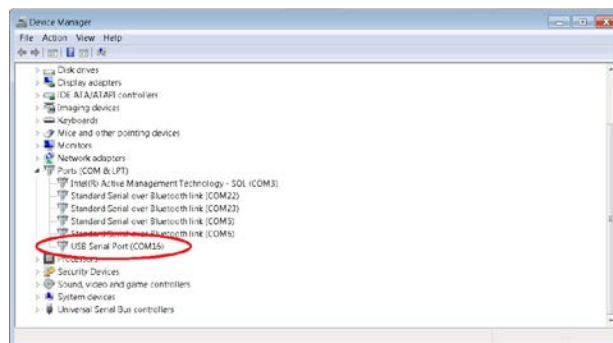 Device Manager
File Action View Help
Disk drives
Display adapters
IDE ATA/ATAPI controllers
Imaging devices
Keyboards
Mice and other pointing devices
Monitors
Network adapters
Ports (COM & LPT)
Intel(R) Active Management Technology - SOL (COM3)
Standard Serial over Bluetooth link (COM22)
Standard Serial over Bluetooth link (COM23)
Standard Serial over Bluetooth link (COM5)
Standard Serial over Bluetooth link (COM6)
USB Serial Port (COM16)
Processors
Security Devices
Sound, video and game controllers
System devices
Universal Serial Bus controllers